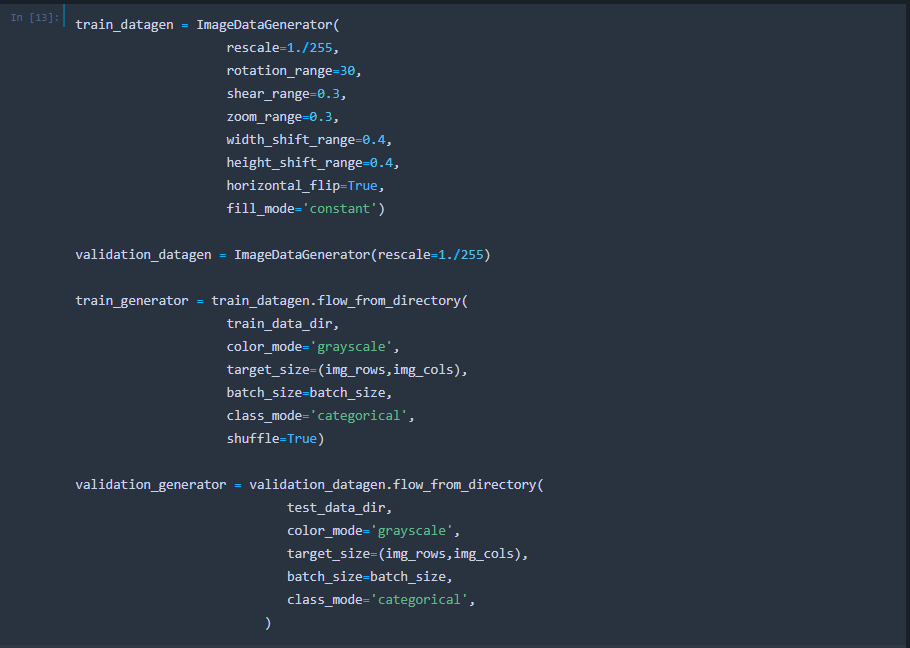 In [13]:
train_datagen = ImageDataGenerator(
rescale=1./255,
rotation_range=30,
shear_range=0.3,
zoom_range=0.3,
width_shift_range=0.4,
height_shift_range=0.4,
horizontal_flip=True,
fill_mode='constant')
validation_datagen = ImageDataGenerator(rescale=1./255)
train_generator = train_datagen.flow_from_directory(
train_data_dir,
color_mode='grayscale',
target_size=(img_rows,img_cols),
batch_size=batch_size,
class_mode='categorical',
shuffle=True)
validation_generator = validation_datagen.flow_from_directory(
test_data_dir,
color_mode='grayscale',
target_size=(img_rows,img_cols),
batch_size=batch_size,
class_mode='categorical',
)